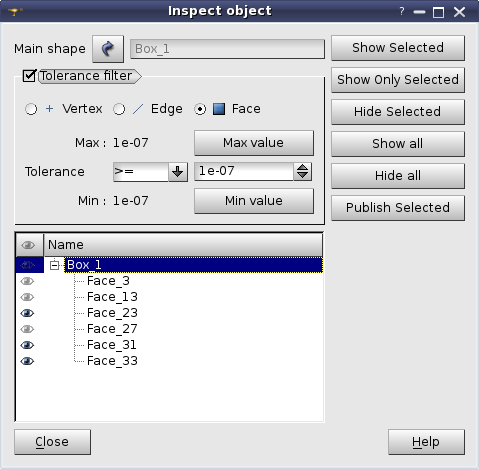 Inspect object
?
Main shape Box_1 Show Selected
Tolerance filter Show Only Selected
Vertex Edge Face Hide Selected
Max : 1e-07 Max value Show all
Tolerance >= 1e-07 Hide all
Min : 1e-07 Min value Publish Selected
Name
Box_1
Face_3
Face_13
Face_23
Face_27
Face_31
Face_33
Close Help